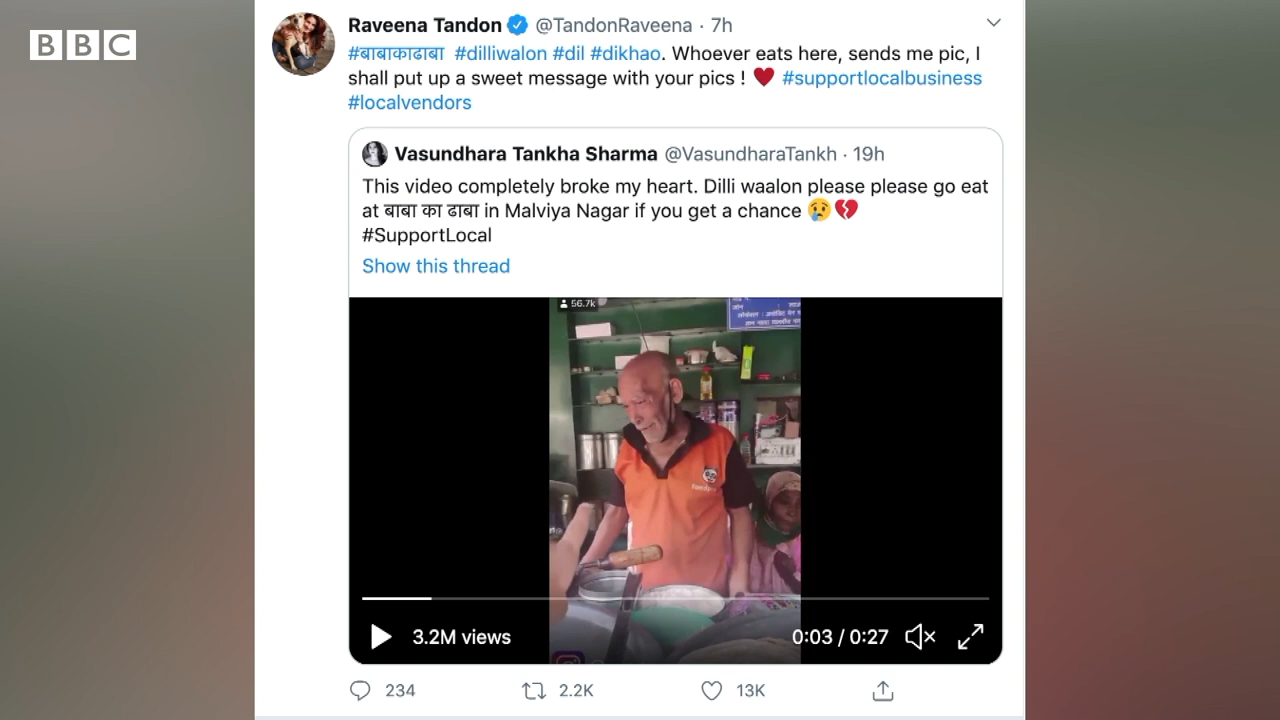 BBC
Raveena Tandon @TandonRaveena · 7h
#बाबाकाढाबा #dilliwalon #dil #dikhao. Whoever eats here, sends me pic, I
shall put up a sweet message with your pics ! ♥ #supportlocalbusiness
#localvendors
Vasundhara Tankha Sharma @VasundharaTankh · 19h
This video completely broke my heart. Dilli waalon please please go eat
at बाबा का ढाबा in Malviya Nagar if you get a chance 😢💔
#SupportLocal
Show this thread
56.7k
3.2M views
0:03 / 0:27
234
2.2K
13K